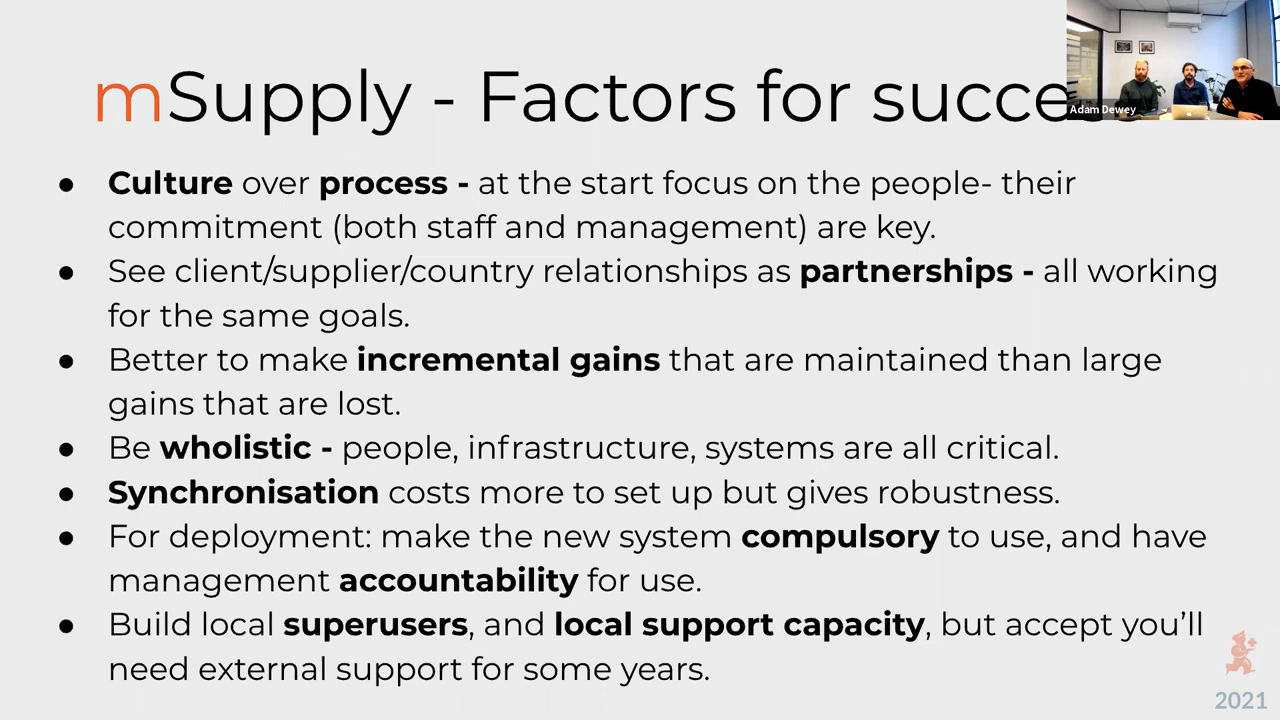 mSupply - Factors for succe
Adam Dewey
● Culture over process - at the start focus on the people- their
commitment (both staff and management) are key.
● See client/supplier/country relationships as partnerships - all working
for the same goals.
● Better to make incremental gains that are maintained than large
gains that are lost.
● Be wholistic - people, infrastructure, systems are all critical.
● Synchronisation costs more to set up but gives robustness.
● For deployment: make the new system compulsory to use, and have
management accountability for use.
● Build local superusers, and local support capacity, but accept you’ll
need external support for some years.
2021